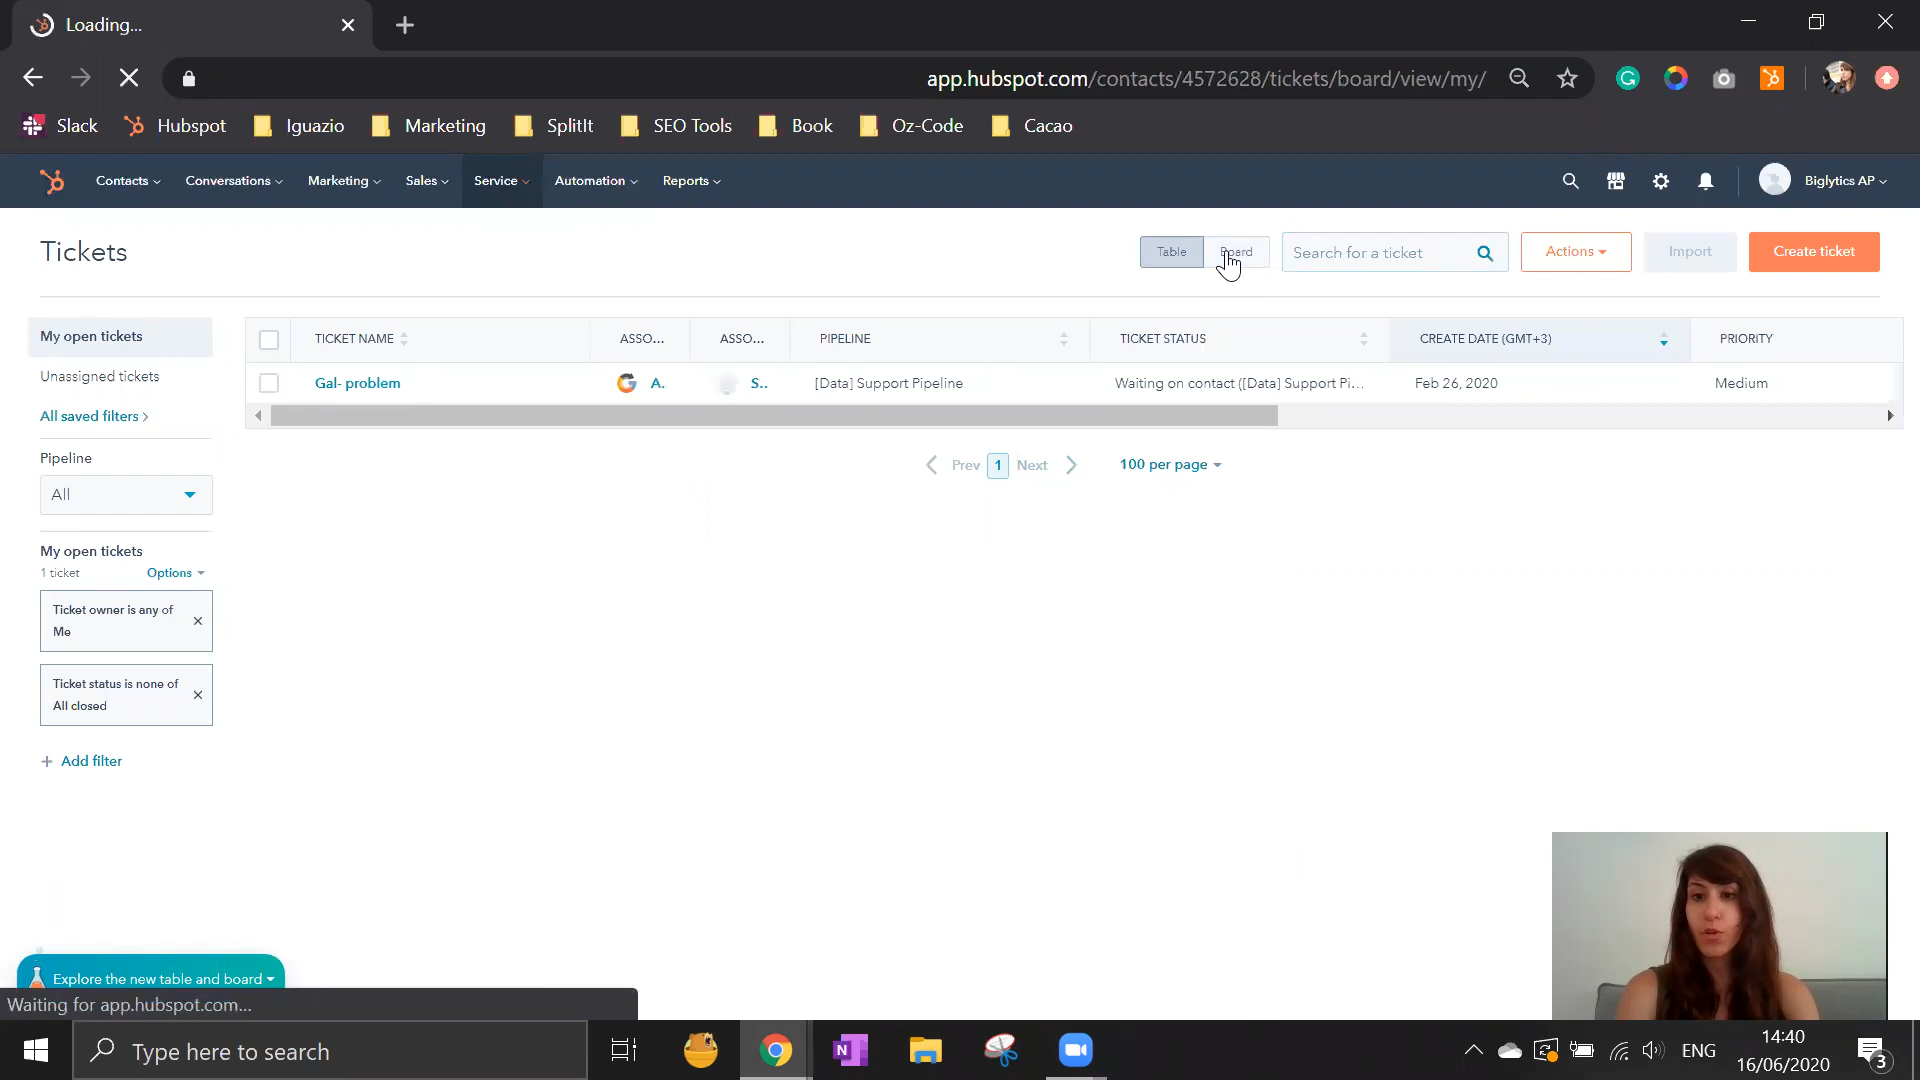 Loading...
app.hubspot.com/contacts/4572628/tickets/board/view/my/
Slack Hubspot Iguazio Marketing SplitIt SEO Tools Book Oz-Code Cacao
Contacts Conversations Marketing Sales Service Automation Reports Biglytics AP
Tickets
Table Board Search for a ticket Actions Import Create ticket
My open tickets
Unassigned tickets
All saved filters
Pipeline
All
My open tickets
1 ticket Options
Ticket owner is any of
Me
Ticket status is none of
All closed
+ Add filter
TICKET NAME ASSO... ASSO... PIPELINE TICKET STATUS CREATE DATE (GMT+3) PRIORITY
Gal- problem A. S.. [Data] Support Pipeline Waiting on contact ([Data] Support Pi... Feb 26, 2020 Medium
Prev 1 Next 100 per page
Explore the new table and board
Waiting for app.hubspot.com...
Type here to search
N
ENG
14:40
16/06/2020
3